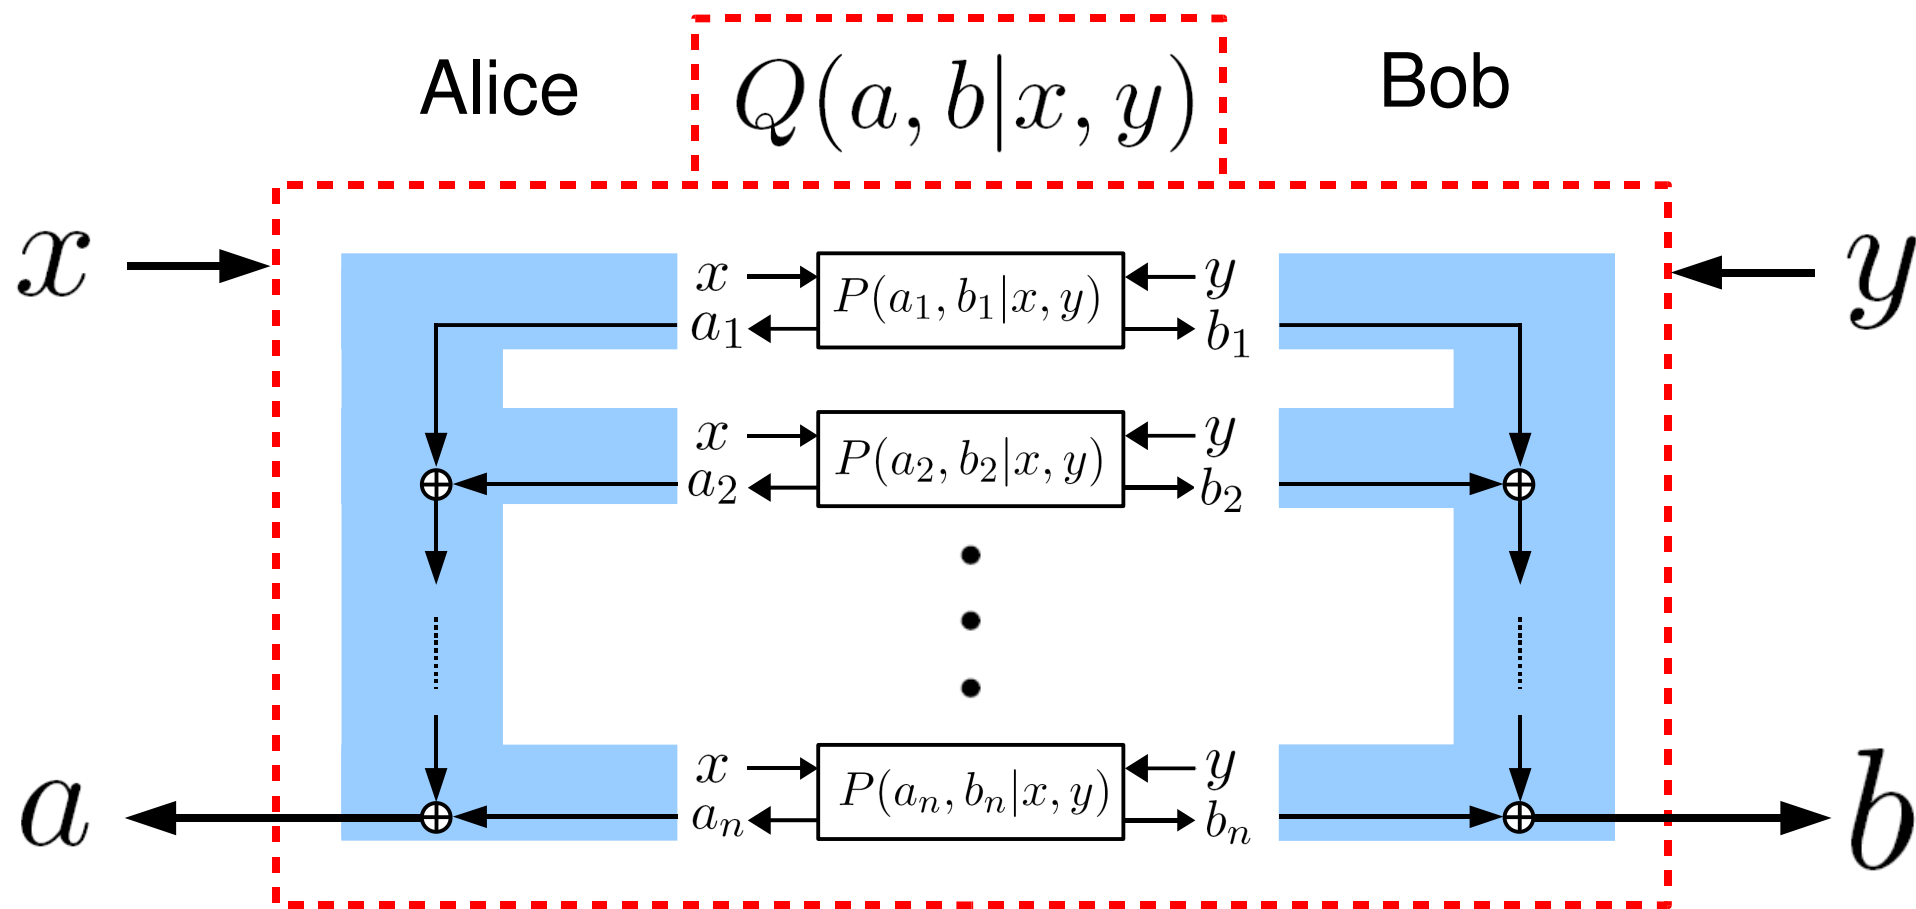 Alice Q(a, b|x, y) Bob
x y
x P(a₁, b₁|x, y) y
a₁ b₁
x P(a₂, b₂|x, y) y
a₂ b₂
x P(aₙ, bₙ|x, y) y
aₙ bₙ
a b